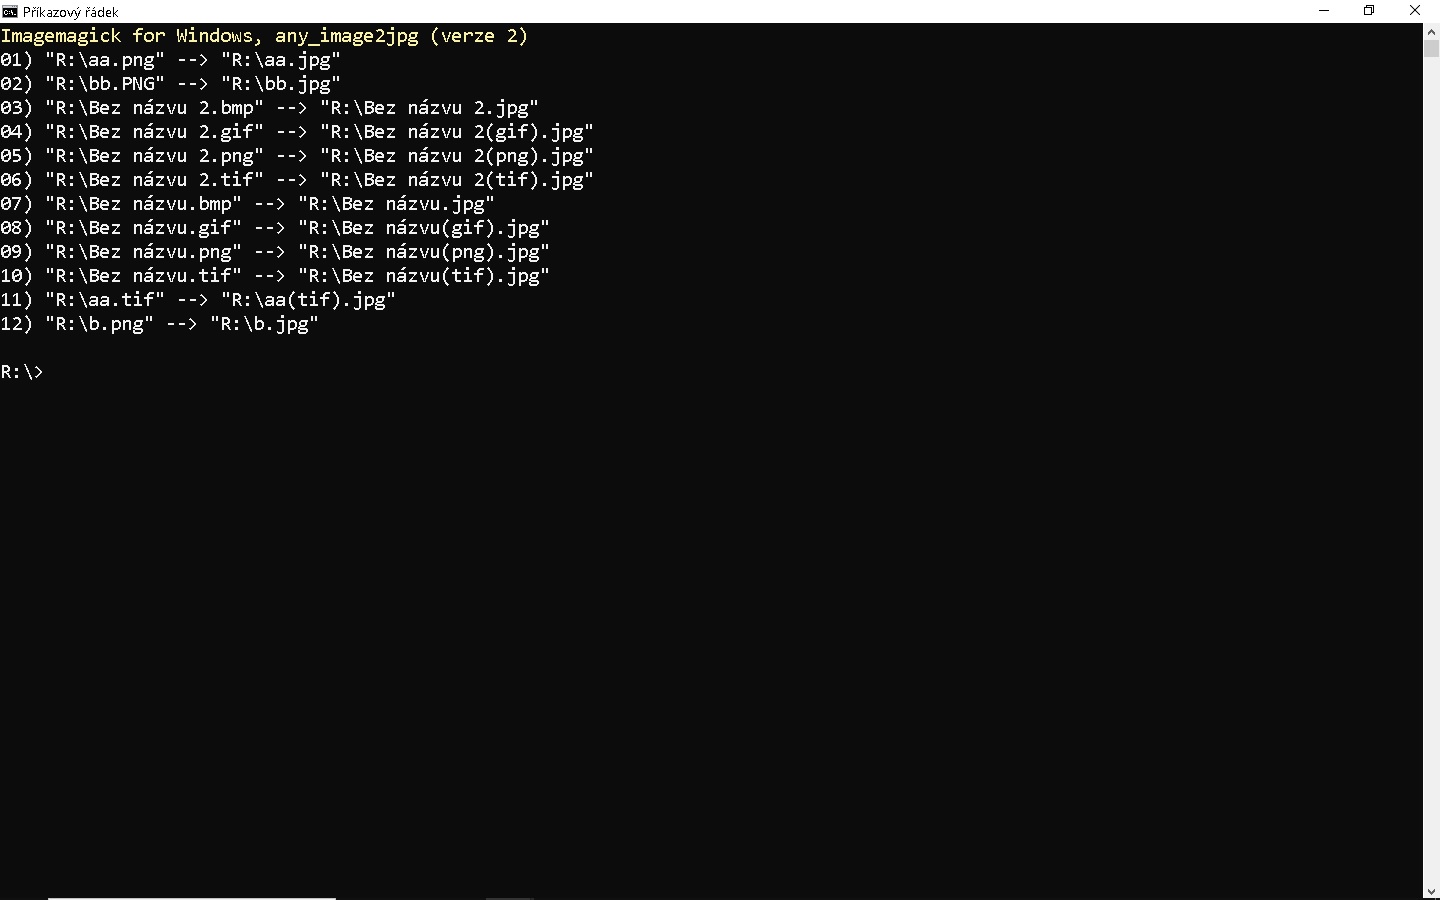 Příkazový řádek
Imagemagick for Windows, any_image2jpg (verze 2)
01) "R:\aa.png" --> "R:\aa.jpg"
02) "R:\bb.PNG" --> "R:\bb.jpg"
03) "R:\Bez názvu 2.bmp" --> "R:\Bez názvu 2.jpg"
04) "R:\Bez názvu 2.gif" --> "R:\Bez názvu 2(gif).jpg"
05) "R:\Bez názvu 2.png" --> "R:\Bez názvu 2(png).jpg"
06) "R:\Bez názvu 2.tif" --> "R:\Bez názvu 2(tif).jpg"
07) "R:\Bez názvu.bmp" --> "R:\Bez názvu.jpg"
08) "R:\Bez názvu.gif" --> "R:\Bez názvu(gif).jpg"
09) "R:\Bez názvu.png" --> "R:\Bez názvu(png).jpg"
10) "R:\Bez názvu.tif" --> "R:\Bez názvu(tif).jpg"
11) "R:\aa.tif" --> "R:\aa(tif).jpg"
12) "R:\b.png" --> "R:\b.jpg"
R:\>